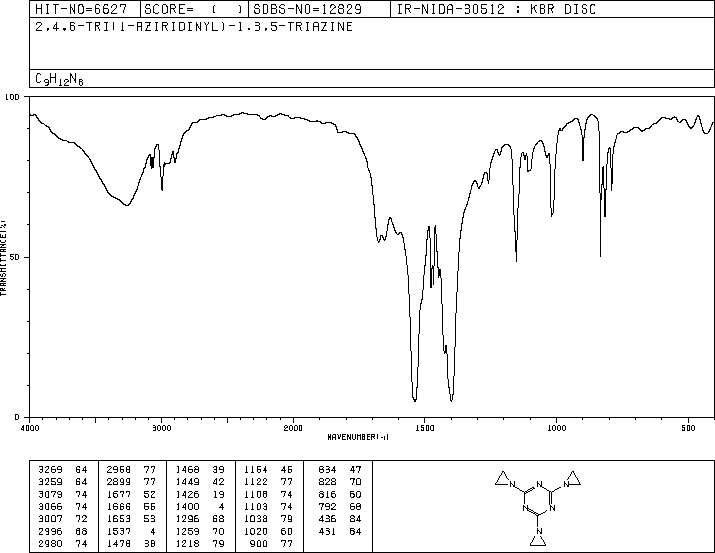 HIT-NO=6627 SCORE= ( ) SDBS-NO=12829 IR-NIDA-30512 : KBR DISC
2,4,6-TRI(1-AZIRIDINYL)-1,3,5-TRIAZINE
C9H12N6
100
50
0
TRANSMITTANCE(%)
4000 3000 2000 1500 1000 500
WAVENUMBER(-1)
3269 64 2958 77 1468 39 1154 46 834 47
3259 64 2899 77 1449 42 1122 77 828 70
3079 74 1677 52 1426 19 1108 74 816 60
3066 74 1666 55 1400 4 1103 74 792 68
3007 72 1653 53 1296 68 1038 79 436 84
2996 68 1537 4 1259 70 1020 60 431 84
2980 74 1478 38 1218 79 900 77
N N N N N N